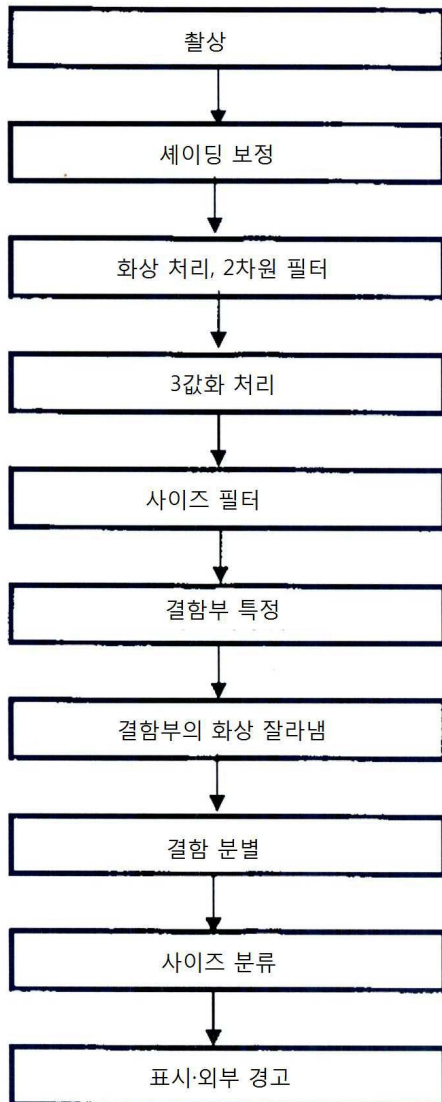 촬상
셰이딩 보정
화상 처리, 2차원 필터
3값화 처리
사이즈 필터
결함부 특정
결함부의 화상 잘라냄
결함 분별
사이즈 분류
표시·외부 경고